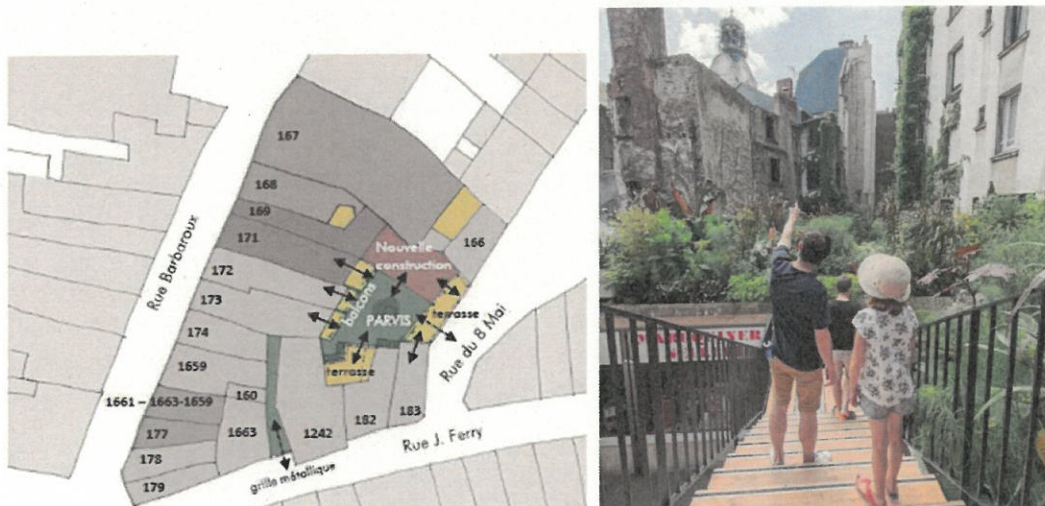 167
168
169
171
166
Nouvelle
construction
172
173
174
balcons
PARVIS
terrasse
terrasse
Rue Barbaroux
Rue du 8 Mai
1659
1661 – 1663-1659
160
177
1663
1242
182
183
178
179
Rue J. Ferry
grille métallique